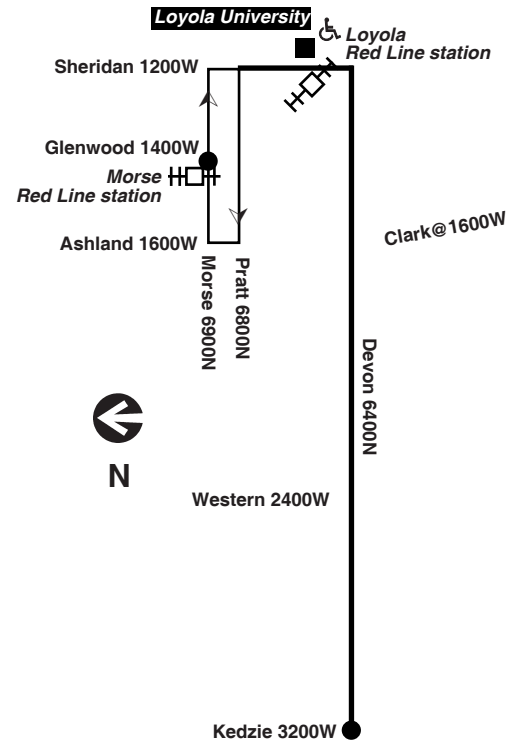 Loyola University
Loyola
Red Line station
Sheridan 1200W
Glenwood 1400W
Morse
Red Line station
Clark@1600W
Ashland 1600W
Morse 6900N
Pratt 6800N
Devon 6400N
N
Western 2400W
Kedzie 3200W